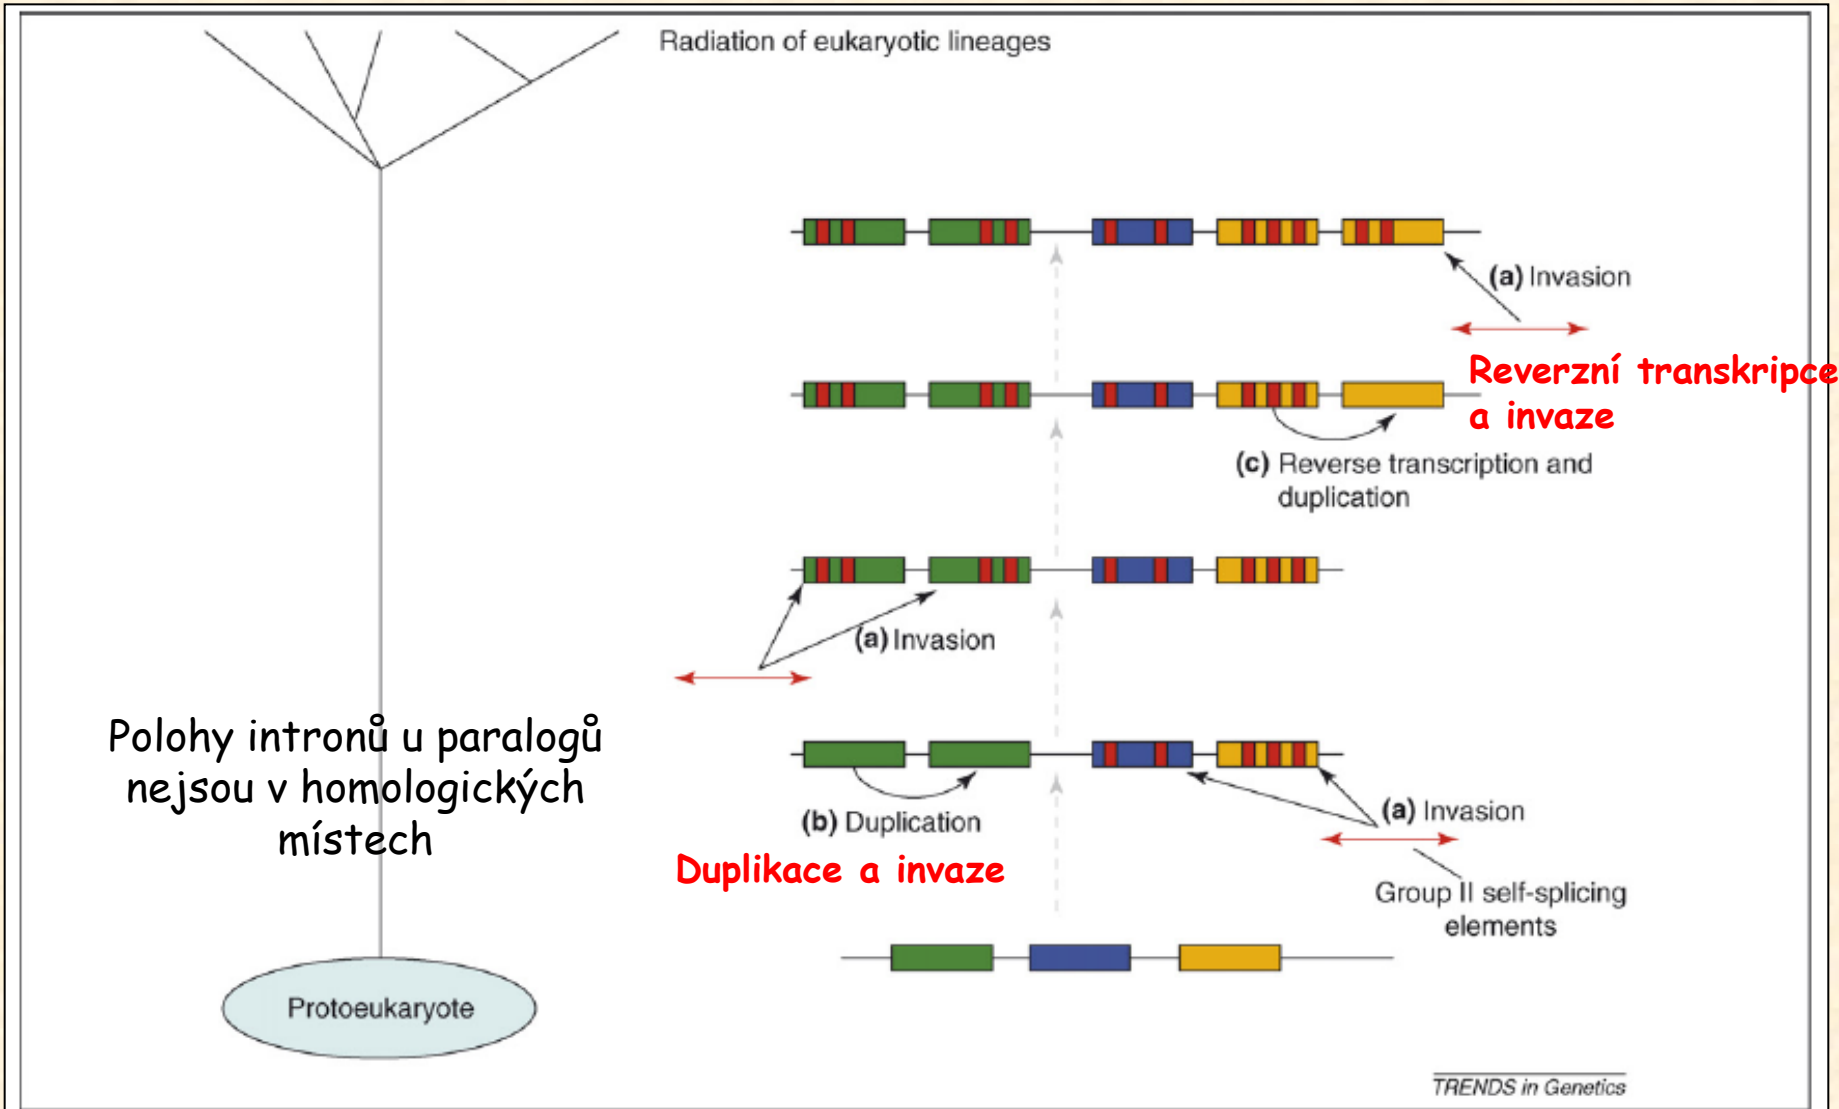 Radiation of eukaryotic lineages
(a) Invasion
Reverzní transkripce
a invaze
(c) Reverse transcription and
duplication
(a) Invasion
Polohy intronů u paralogů
nejsou v homologických
místech
(b) Duplication
(a) Invasion
Duplikace a invaze
Group II self-splicing
elements
Protoeukaryote
TRENDS in Genetics